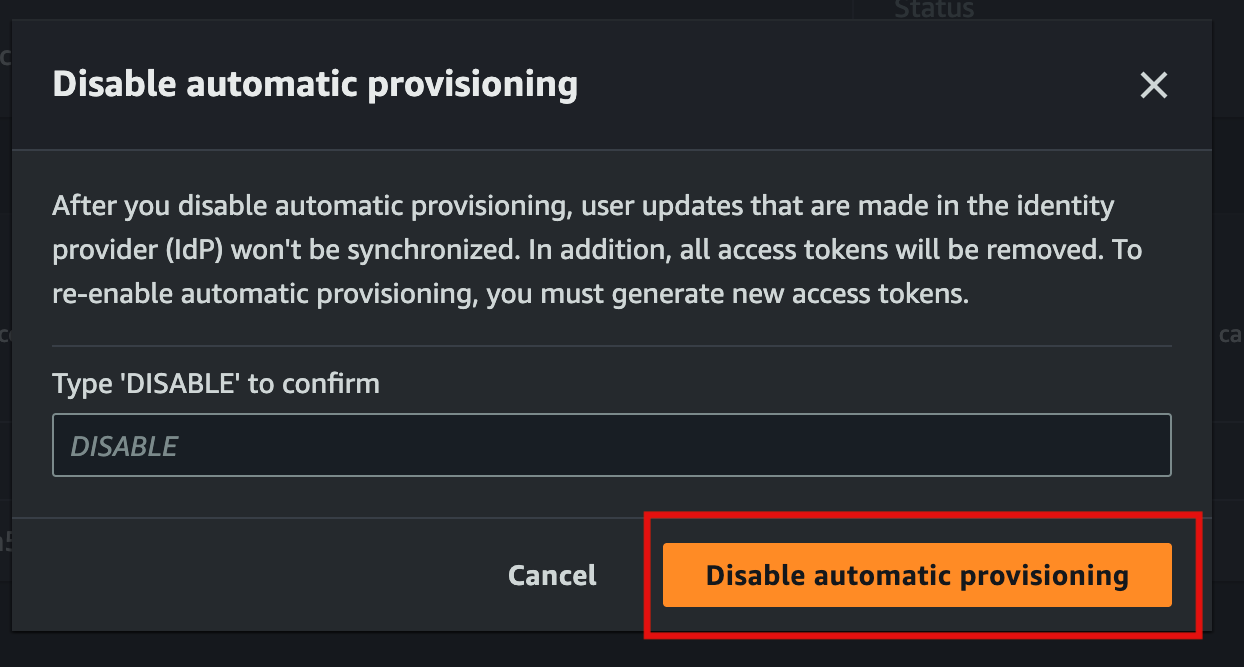 Status
Disable automatic provisioning
After you disable automatic provisioning, user updates that are made in the identity
provider (IdP) won't be synchronized. In addition, all access tokens will be removed. To
re-enable automatic provisioning, you must generate new access tokens.
Type 'DISABLE' to confirm
DISABLE
Cancel
Disable automatic provisioning